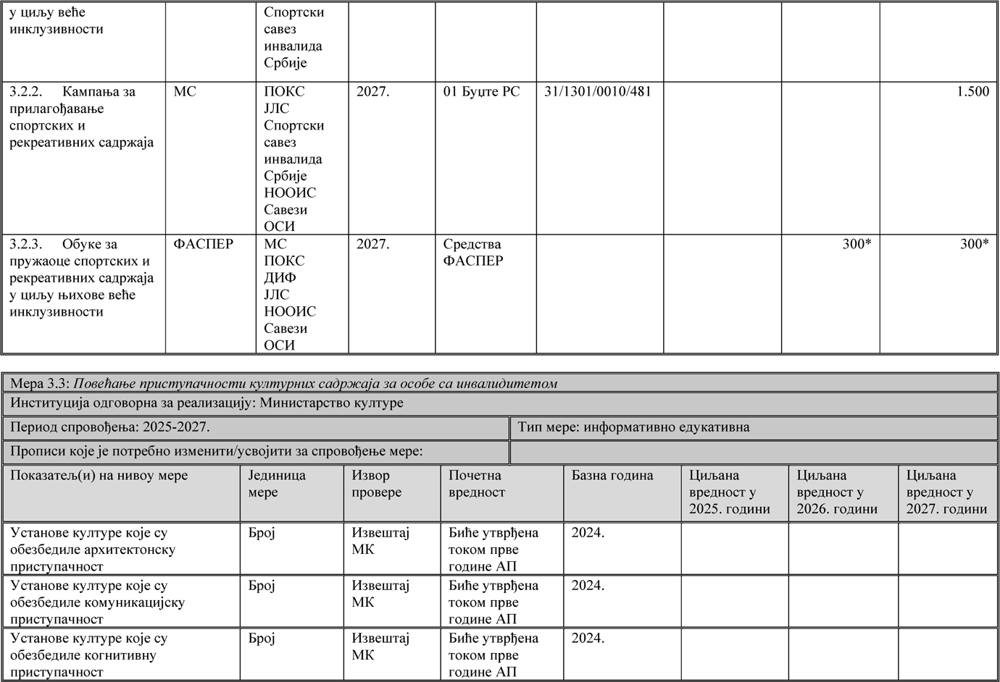 у циљу веће
инклузивности
Спортски
савез
инвалида
Србије
3.2.2. Кампања за
прилагођавање
спортских и
рекреативних садржаја
МС
ПОКС
ЈЛС
Спортски
савез
инвалида
Србије
НООИС
Савези
ОСИ
2027.
01 Буџте РС
31/1301/0010/481
1.500
3.2.3. Обуке за
пружаоце спортских и
рекреативних садржаја
у циљу њихове веће
инклузивности
ФАСПЕР
МС
ПОКС
ДИФ
ЈЛС
НООИС
Савези
ОСИ
2027.
Средства
ФАСПЕР
300*
300*
Мера 3.3: Повећање приступачности културних садржаја за особе са инвалидитетом
Институција одговорна за реализацију: Министарство културе
Период спровођења: 2025-2027.
Тип мере: информативно едукативна
Прописи које је потребно изменити/усвојити за спровођење мере:
Показатељ(и) на нивоу мере
Јединица
мере
Извор
провере
Почетна
вредност
Базна година
Циљана
вредност у
2025. години
Циљана
вредност у
2026. години
Циљана
вредност у
2027. години
Установе културе које су
обезбедиле архитектонску
приступачност
Број
Извештај
МК
Биће утврђена
током прве
године АП
2024.
Установе културе које су
обезбедиле комуникацијску
приступачност
Број
Извештај
МК
Биће утврђена
током прве
године АП
2024.
Установе културе које су
обезбедиле когнитивну
приступачност
Број
Извештај
МК
Биће утврђена
током прве
године АП
2024.